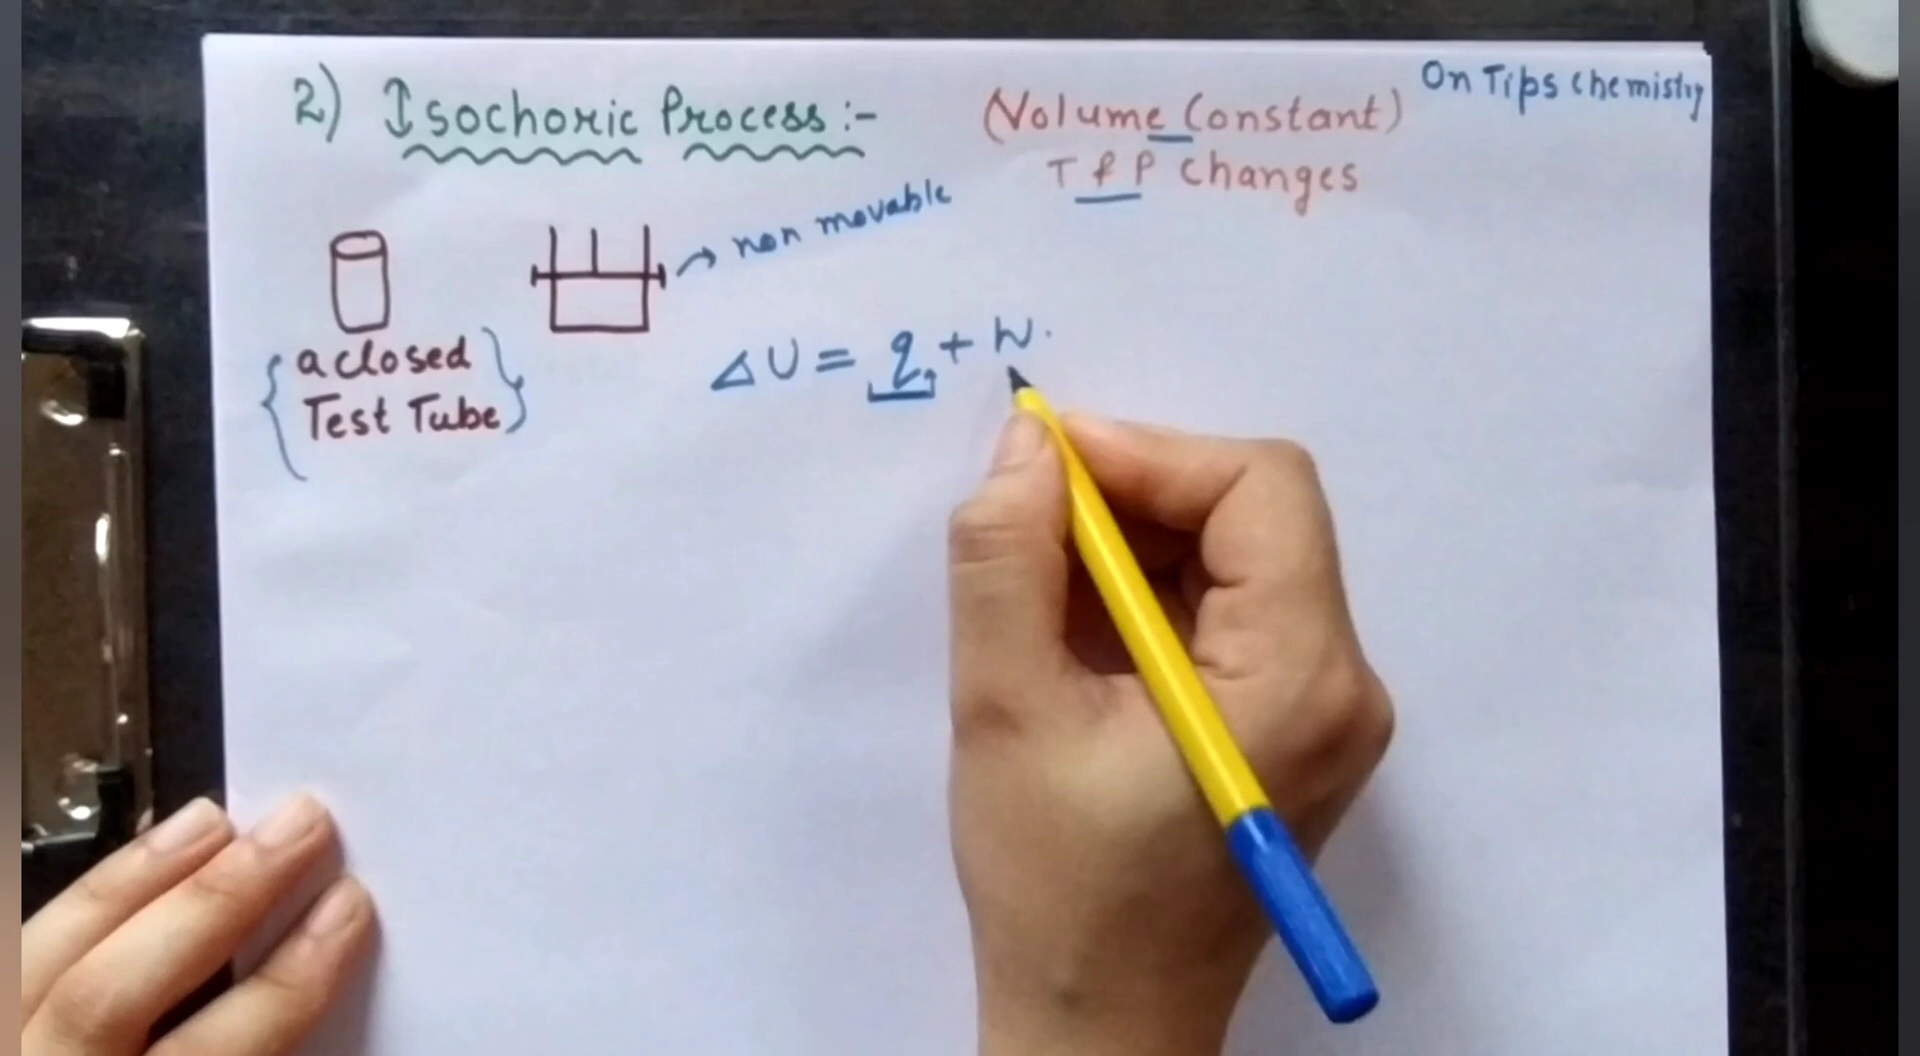 On Tips chemistry
2) Isochoric Process :- (Volume Constant)
T & P changes
→ non movable
{ a closed
Test Tube }
ΔU = q + W.